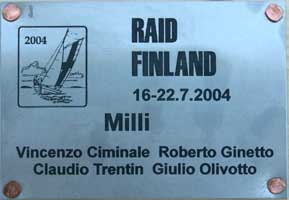 2004
RAID
FINLAND
16-22.7.2004
Milli
Vincenzo Ciminale Roberto Ginetto
Claudio Trentin Giulio Olivotto